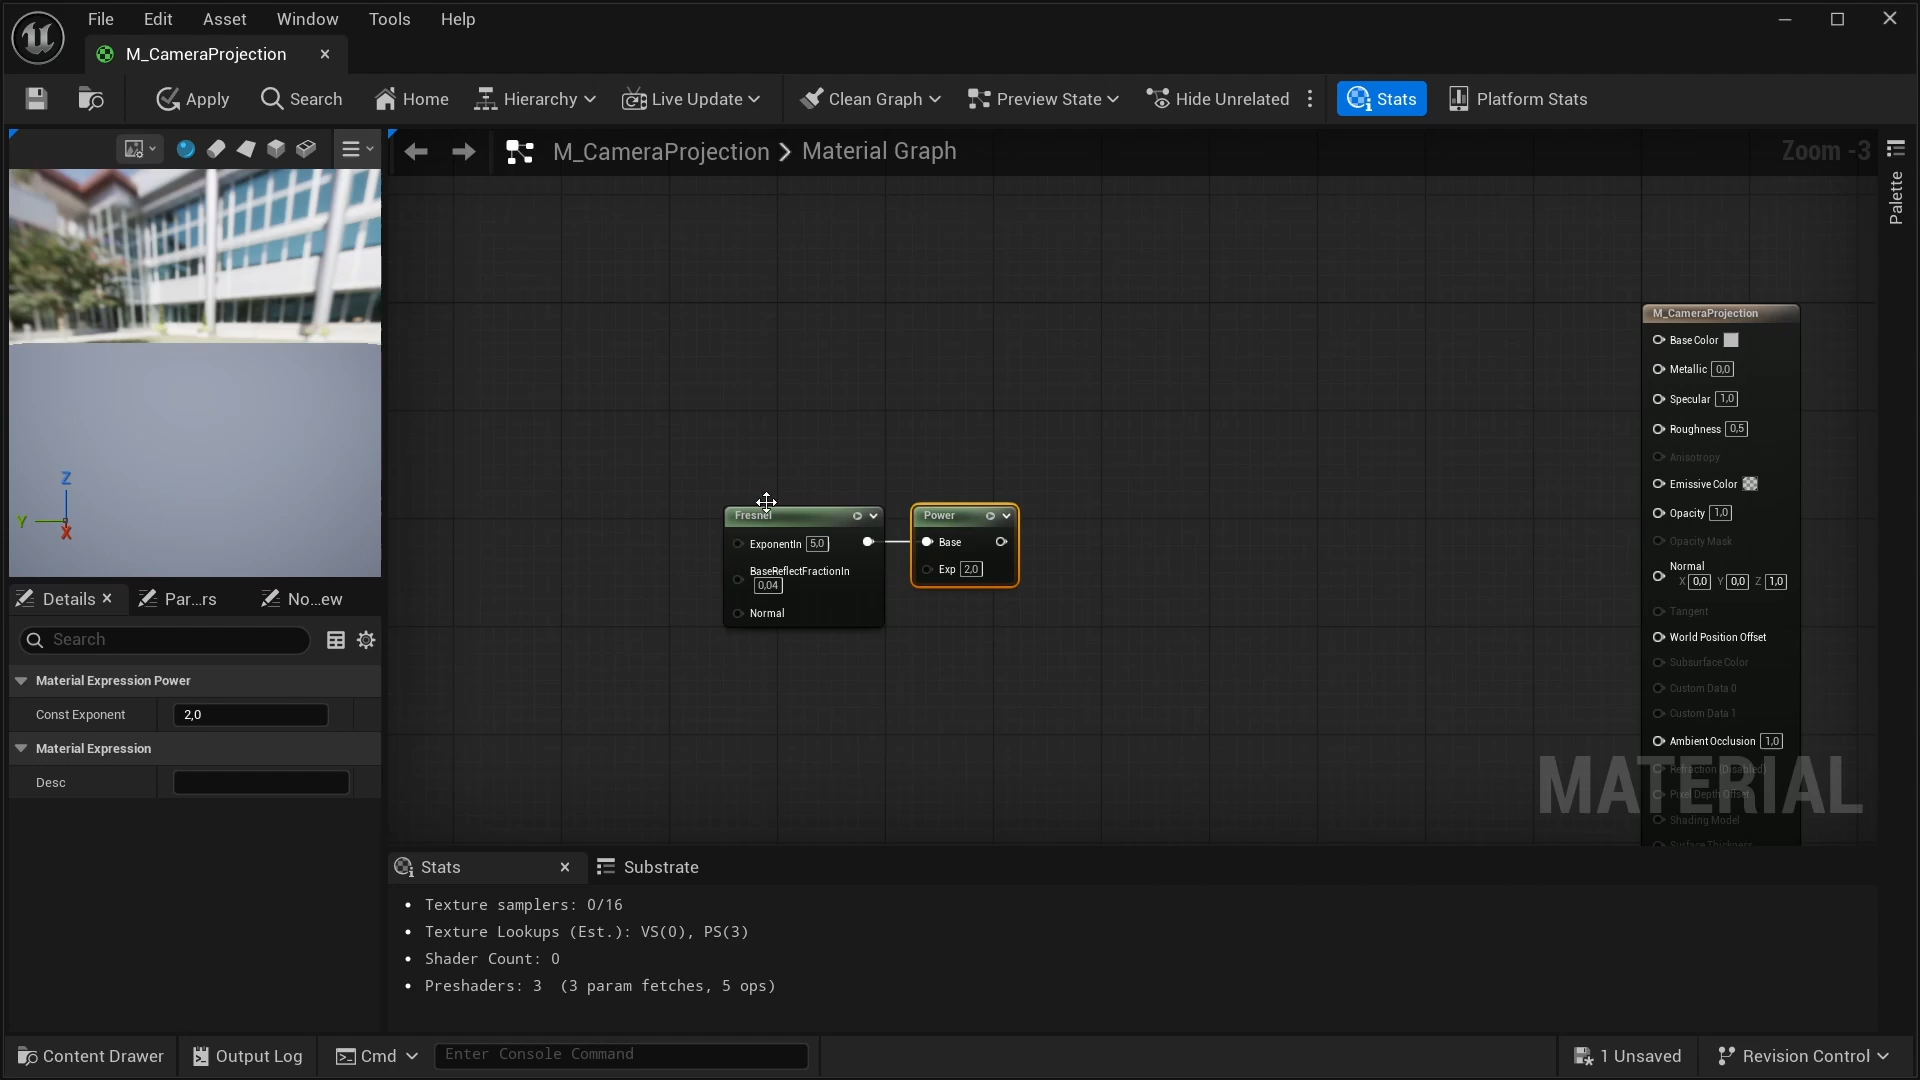 File Edit Asset Window Tools Help
M_CameraProjection
Apply Search Home Hierarchy Live Update Clean Graph Preview State Hide Unrelated Stats Platform Stats
M_CameraProjection Material Graph Zoom -3
Palette
Z
Y
X
Details Par...rs No...ew
Search
Material Expression Power
Const Exponent 2,0
Material Expression
Desc
Fresnel
ExponentIn 5,0
BaseReflectFractionIn
0,04
Normal
Power
Base
Exp 2,0
M_CameraProjection
Base Color
Metallic 0,0
Specular 1,0
Roughness 0,5
Anisotropy
Emissive Color
Opacity 1,0
Opacity Mask
Normal
X 0,0 Y 0,0 Z 1,0
Tangent
World Position Offset
Subsurface Color
Custom Data 0
Custom Data 1
Ambient Occlusion 1,0
Refraction (Disabled)
Pixel Depth Offset
Shading Model
Surface Thickness
MATERIAL
Stats Substrate
• Texture samplers: 0/16
• Texture Lookups (Est.): VS(0), PS(3)
• Shader Count: 0
• Preshaders: 3 (3 param fetches, 5 ops)
Content Drawer Output Log Cmd Enter Console Command 1 Unsaved Revision Control